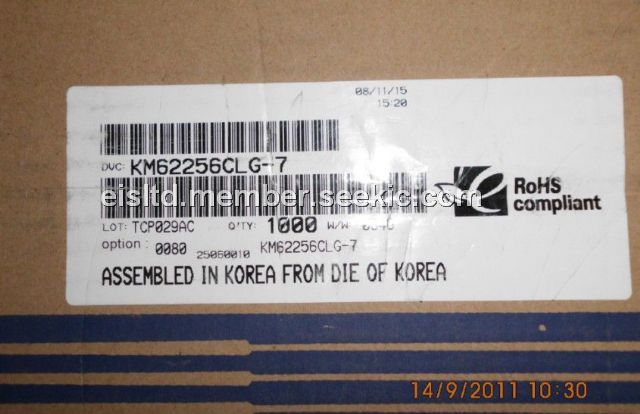 08/11/15
15:20
DVC: KM62256CLG-7
eisltd.member.seekic.com
RoHS
compliant
LOT: TCP029AC Q'TY: 1000 W/W
option : 0080 25060010 KM62256CLG-7
ASSEMBLED IN KOREA FROM DIE OF KOREA
14/9/2011 10:30